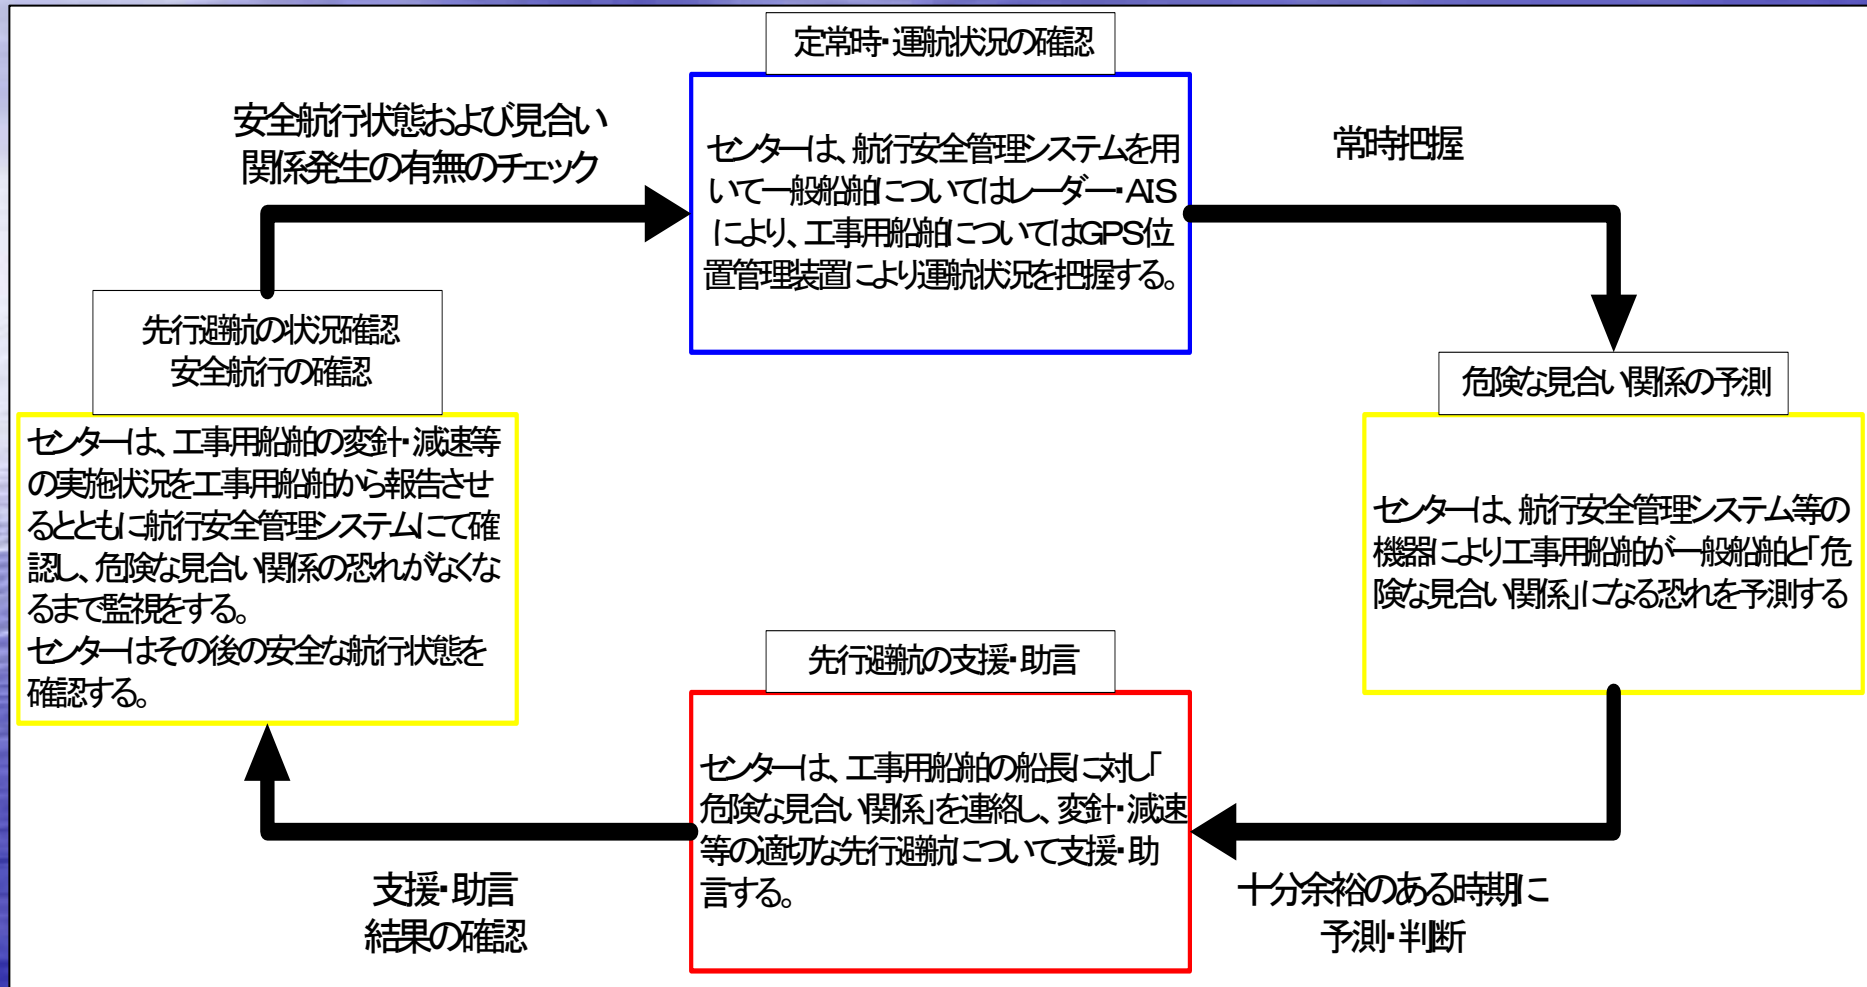 定常時・運航状況の確認
センターは、航行安全管理システムを用
いて一般船舶についてはレーダー・AIS
により、工事用船舶についてはGPS位
置管理装置により運航状況を把握する。
常時把握
危険な見合い関係の予測
センターは、航行安全管理システム等の
機器により工事用船舶が一般船舶と「危
険な見合い関係」になる恐れを予測する
十分余裕のある時期に
予測・判断
先行避航の支援・助言
センターは、工事用船舶の船長に対し「
危険な見合い関係」を連絡し、変針・減速
等の適切な先行避航について支援・助
言する。
支援・助言
結果の確認
先行避航の状況確認
安全航行の確認
センターは、工事用船舶の変針・減速等
の実施状況を工事用船舶から報告させ
るとともに航行安全管理システムにて確
認し、危険な見合い関係の恐れがなくな
るまで監視をする。
センターはその後の安全な航行状態を
確認する。
安全航行状態および見合い
関係発生の有無のチェック